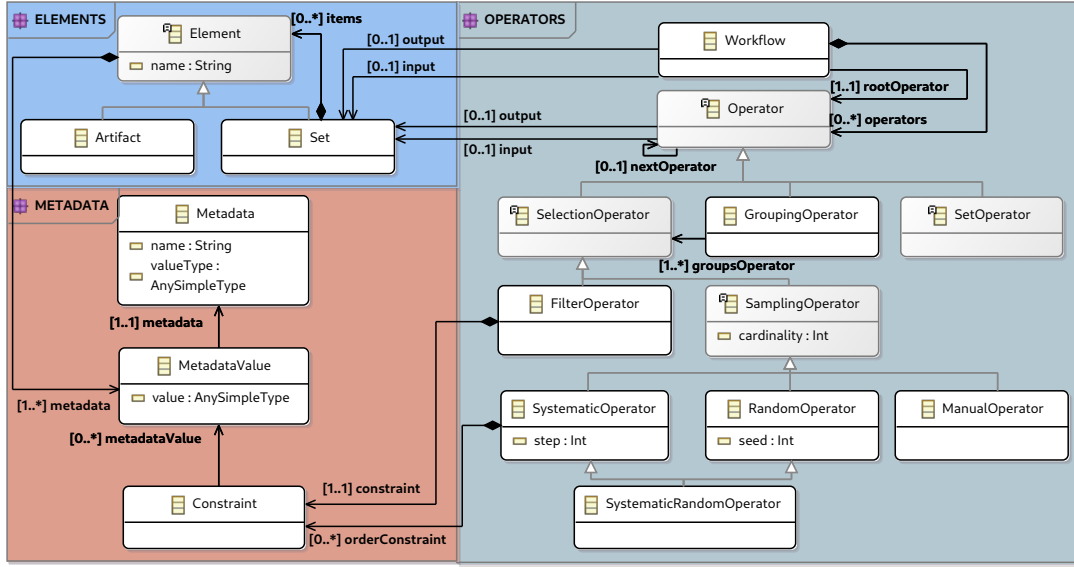 ELEMENTS
Element
name : String
[0..*] items
Artifact
Set
OPERATORS
[0..1] output
[0..1] input
Workflow
[1..1] rootOperator
Operator
[0..1] output
[0..*] operators
[0..1] input
[0..1] nextOperator
SelectionOperator
GroupingOperator
SetOperator
[1..*] groupsOperator
FilterOperator
SamplingOperator
cardinality : Int
SystematicOperator
step : Int
RandomOperator
seed : Int
ManualOperator
SystematicRandomOperator
METADATA
Metadata
name : String
valueType :
AnySimpleType
[1..1] metadata
MetadataValue
value : AnySimpleType
[1..*] metadata
[0..*] metadataValue
Constraint
[1..1] constraint
[0..*] orderConstraint